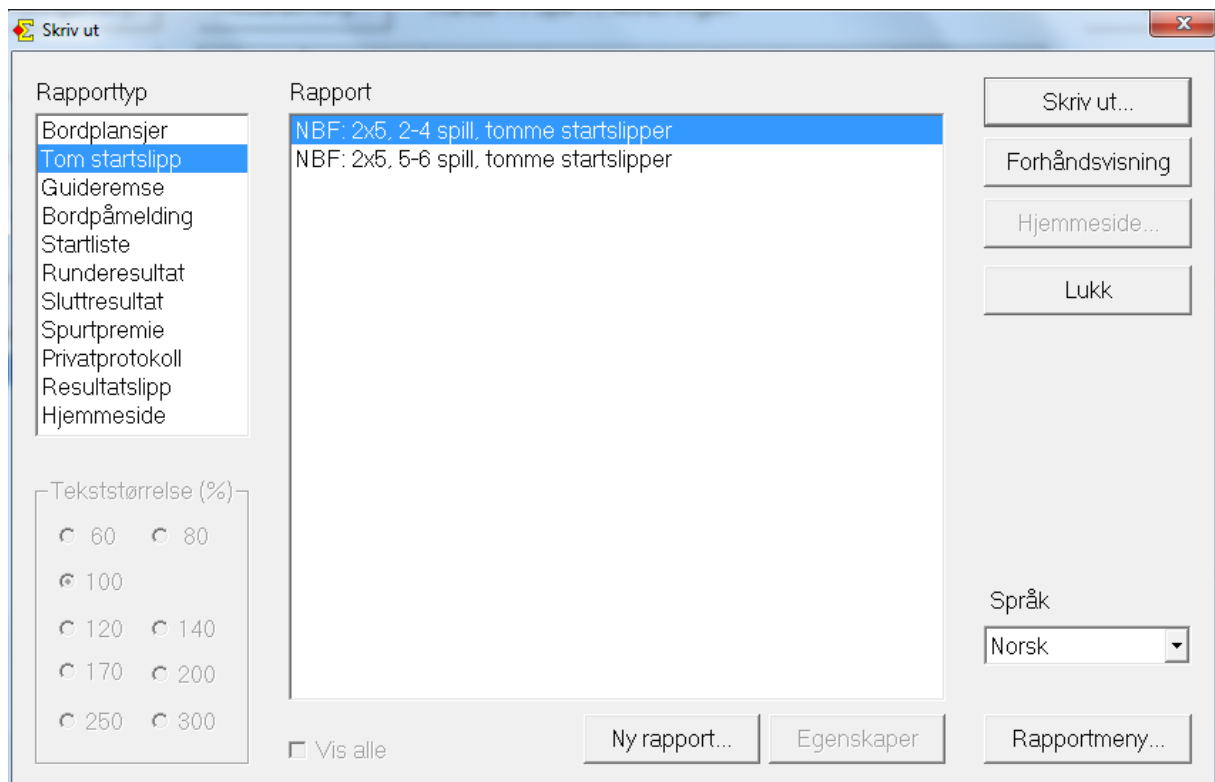 Skriv ut
Rapporttyp
Bordplansjer
Tom startslipp
Guideremse
Bordpåmelding
Startliste
Runderesultat
Sluttresultat
Spurtpremie
Privatprotokoll
Resultatslipp
Hjemmeside
Tekststørrelse (%)
60 80
100
120 140
170 200
250 300
Rapport
NBF: 2x5, 2-4 spill, tomme startslipper
NBF: 2x5, 5-6 spill, tomme startslipper
Vis alle
Ny rapport...
Egenskaper
Skriv ut...
Forhåndsvisning
Hjemmeside...
Lukk
Språk
Norsk
Rapportmeny...